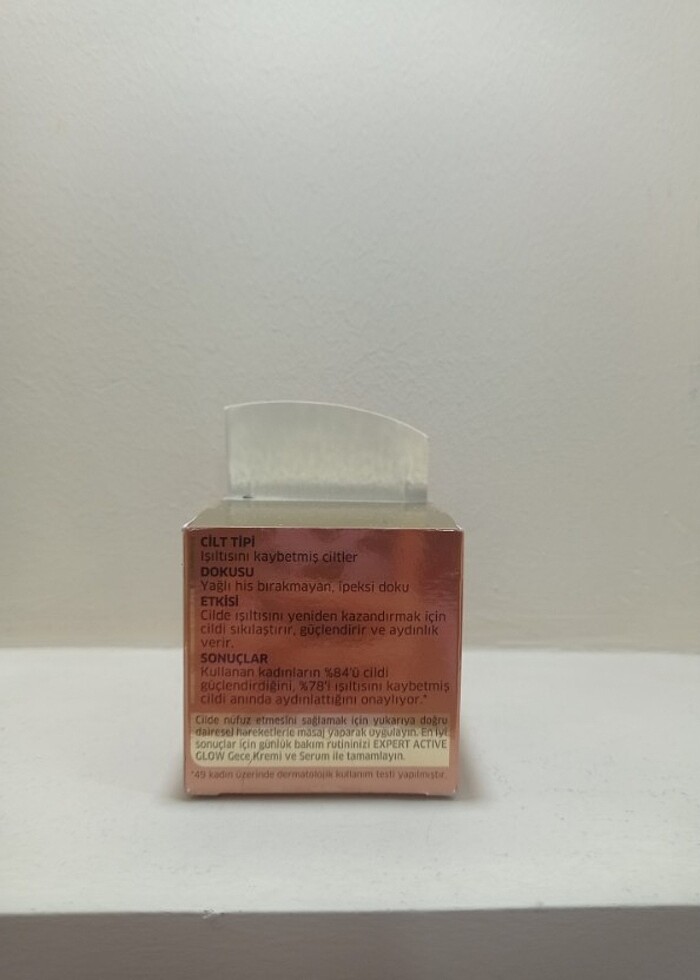 CİLT TİPİ
Işıltısını kaybetmiş ciltler
DOKUSU
Yağlı his bırakmayan, ipeksi doku
ETKİSİ
Cilde ışıltısını yeniden kazandırmak için
cildi sıkılaştırır, güçlendirir ve aydınlık
verir.
SONUÇLAR
Kullanan kadınların %84'ü cildi
güçlendirdiğini, %78'i ışıltısını kaybetmiş
cildi anında aydınlattığını onaylıyor.*
Cilde nüfuz etmesini sağlamak için yukarıya doğru
dairesel hareketlerle masaj yaparak uygulayın. En iyi
sonuçlar için günlük bakım rutininizi EXPERT ACTIVE
GLOW Gece Kremi ve Serum ile tamamlayın.
*49 kadın üzerinde dermatolojik kullanım testi yapılmıştır.